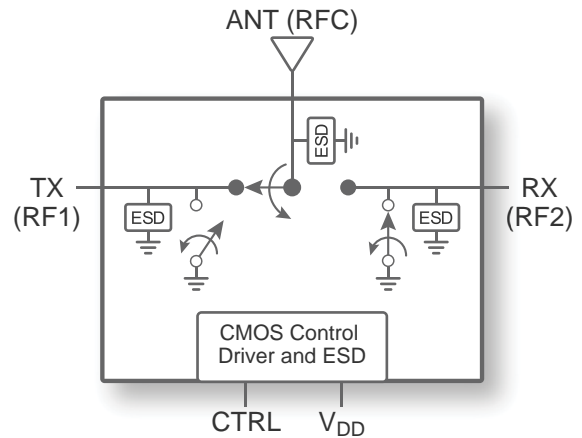 ANT (RFC)
ESD
TX
(RF1)
ESD
ESD
RX
(RF2)
CMOS Control
Driver and ESD
CTRL
VDD